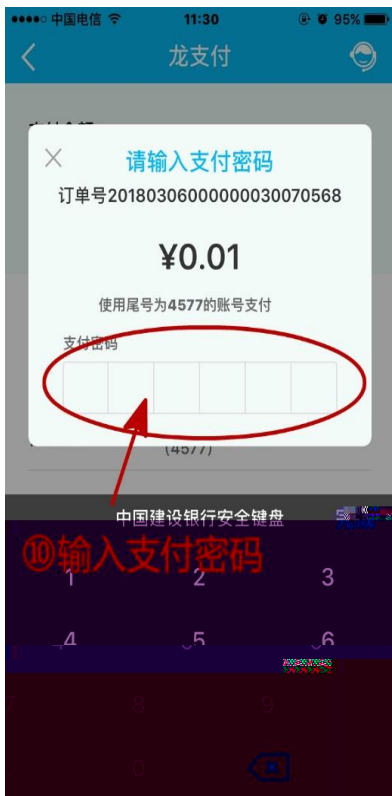 中国电信 11:30 95%
龙支付
请输入支付密码
订单号20180306000000030070568
¥0.01
使用尾号为4577的账号支付
支付密码
(4577)
中国建设银行安全键盘
⑩输入支付密码
1 2 3
4 5 6
8 9
0